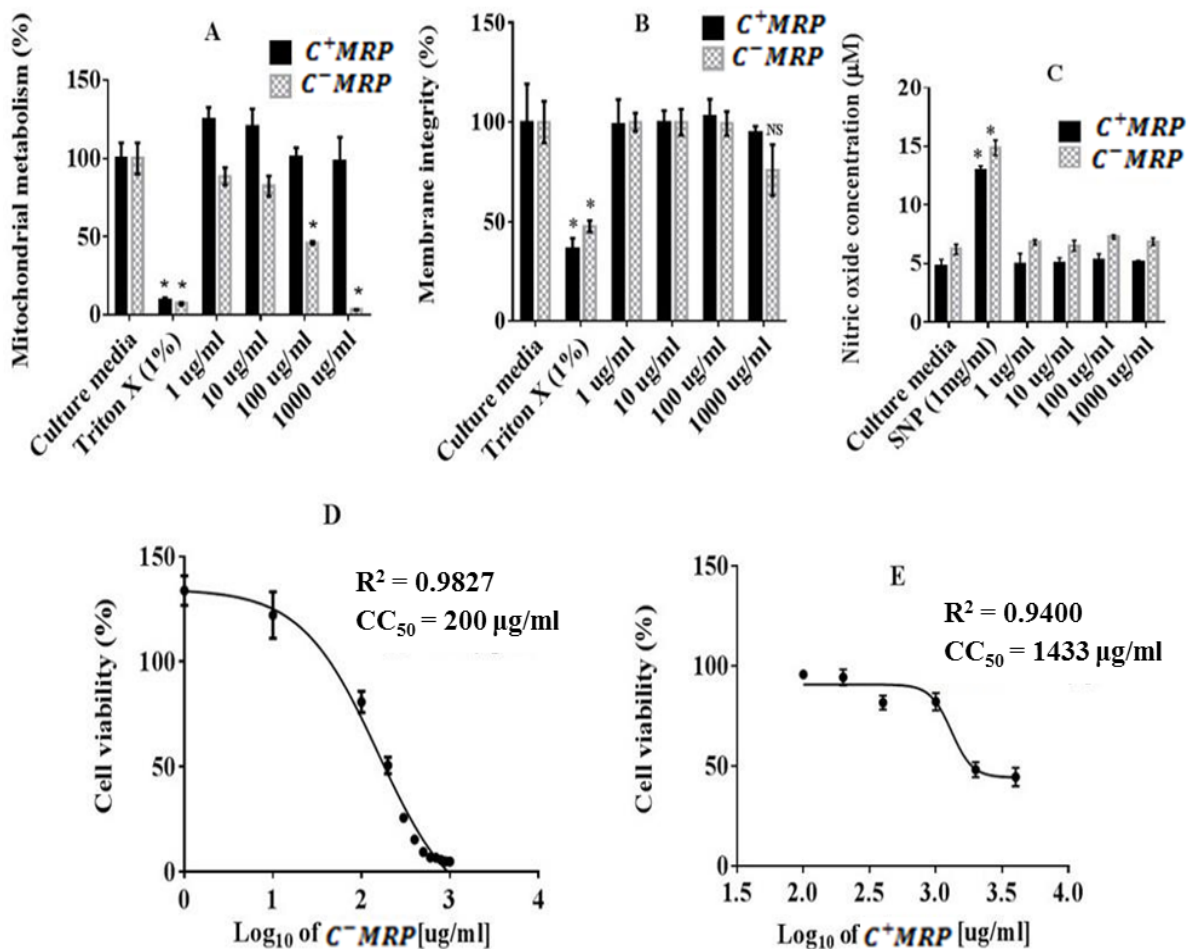 A
Mitochondrial metabolism (%)
C⁺MRP
C⁻MRP
150
100
50
0
* * * *
Culture media
Triton X (1%)
1 ug/ml
10 ug/ml
100 ug/ml
1000 ug/ml
B
Membrane integrity (%)
C⁺MRP
C⁻MRP
150
100
50
0
* * NS
Culture media
Triton X (1%)
1 ug/ml
10 ug/ml
100 ug/ml
1000 ug/ml
C
Nitric oxide concentration (µM)
C⁺MRP
C⁻MRP
20
15
10
5
0
* *
Culture media
SNP (1mg/ml)
1 ug/ml
10 ug/ml
100 ug/ml
1000 ug/ml
D
Cell viability (%)
R² = 0.9827
CC₅₀ = 200 µg/ml
150
100
50
0
0 1 2 3 4
Log₁₀ of C⁻MRP[ug/ml]
E
Cell viability (%)
R² = 0.9400
CC₅₀ = 1433 µg/ml
150
100
50
0
1.5 2.0 2.5 3.0 3.5 4.0
Log₁₀ of C⁺MRP [ug/ml]